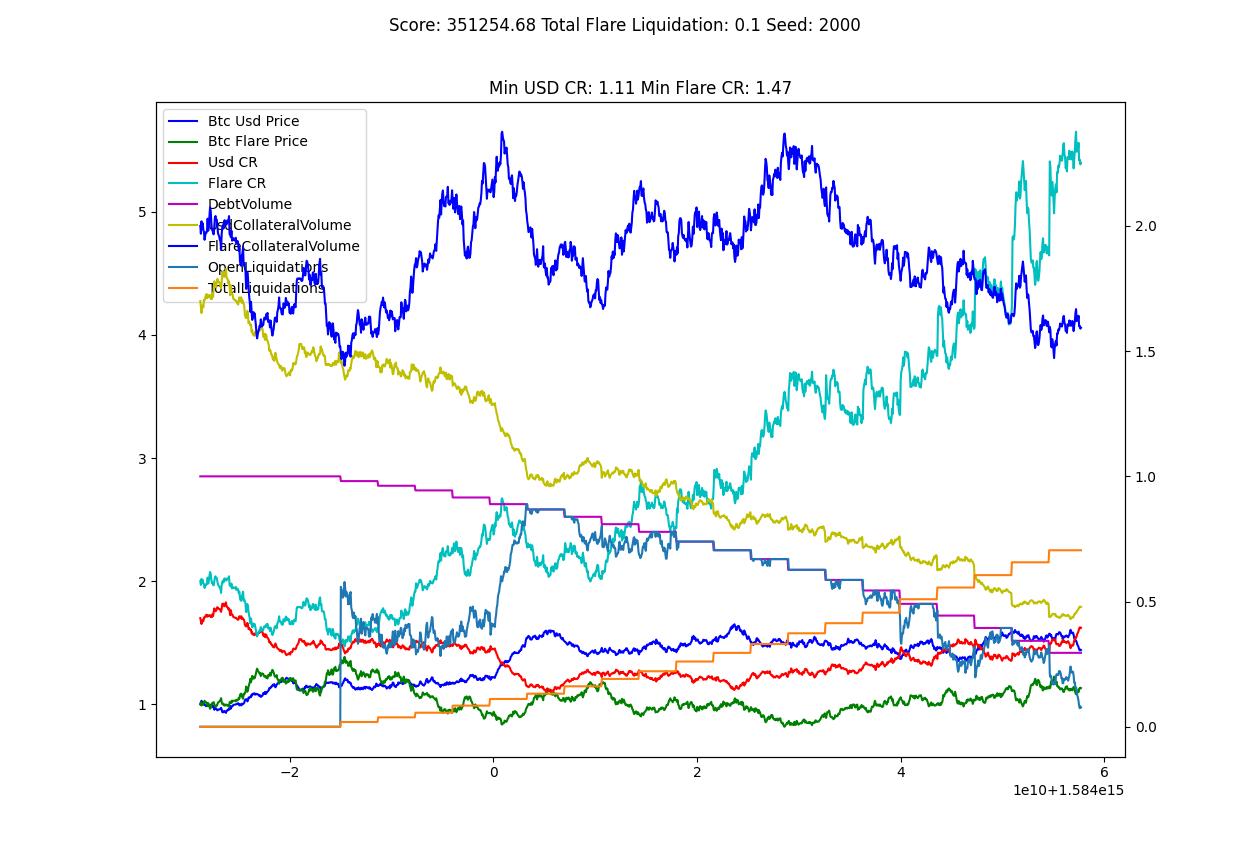 Score: 351254.68 Total Flare Liquidation: 0.1 Seed: 2000
Min USD CR: 1.11 Min Flare CR: 1.47
Btc Usd Price
Btc Flare Price
Usd CR
Flare CR
DebtVolume
UsdCollateralVolume
FlareCollateralVolume
OpenLiquidations
TotalLiquidations
5
4
3
2
1
2.0
1.5
1.0
0.5
0.0
−2 0 2 4 6
1e10+1.584e15